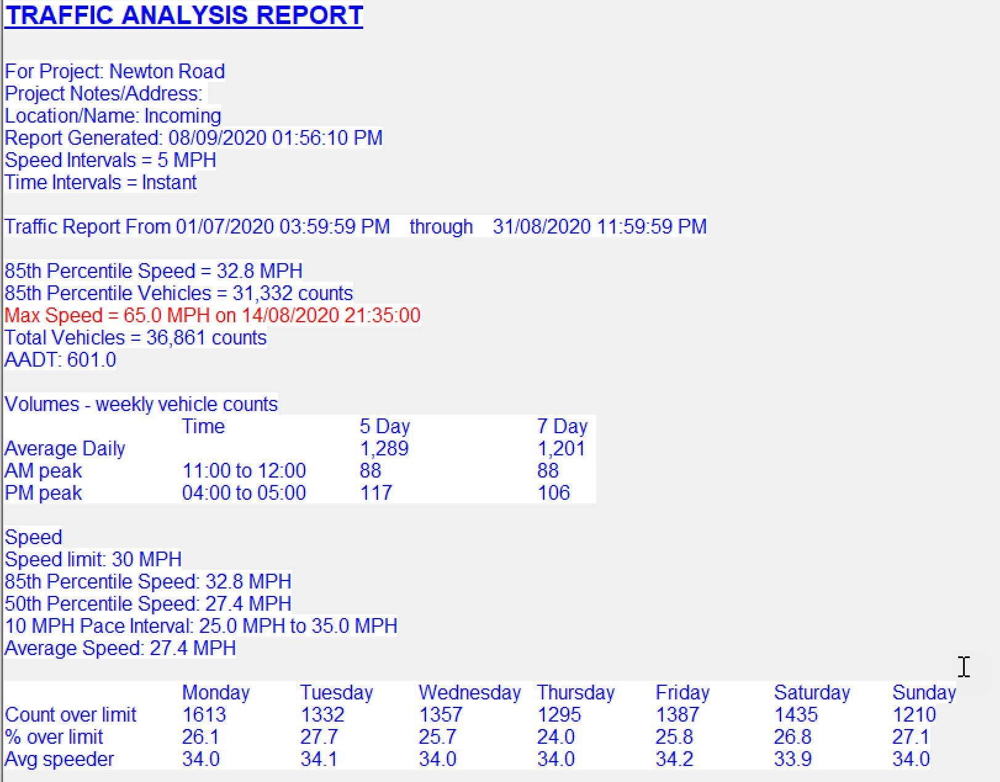 TRAFFIC ANALYSIS REPORT
For Project: Newton Road
Project Notes/Address:
Location/Name: Incoming
Report Generated: 08/09/2020 01:56:10 PM
Speed Intervals = 5 MPH
Time Intervals = Instant
Traffic Report From 01/07/2020 03:59:59 PM through 31/08/2020 11:59:59 PM
85th Percentile Speed = 32.8 MPH
85th Percentile Vehicles = 31,332 counts
Max Speed = 65.0 MPH on 14/08/2020 21:35:00
Total Vehicles = 36,861 counts
AADT: 601.0
Volumes - weekly vehicle counts
Time 5 Day 7 Day
Average Daily 1,289 1,201
AM peak 11:00 to 12:00 88 88
PM peak 04:00 to 05:00 117 106
Speed
Speed limit: 30 MPH
85th Percentile Speed: 32.8 MPH
50th Percentile Speed: 27.4 MPH
10 MPH Pace Interval: 25.0 MPH to 35.0 MPH
Average Speed: 27.4 MPH
Monday Tuesday Wednesday Thursday Friday Saturday Sunday
Count over limit 1613 1332 1357 1295 1387 1435 1210
% over limit 26.1 27.7 25.7 24.0 25.8 26.8 27.1
Avg speeder 34.0 34.1 34.0 34.0 34.2 33.9 34.0